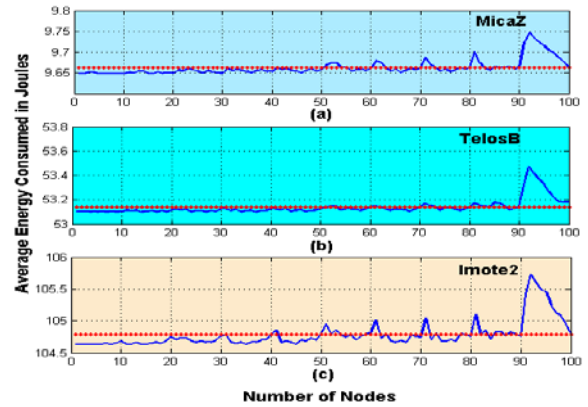 Average Energy Consumed in Joules
9.8
9.75
9.7
9.65
MicaZ
0 10 20 30 40 50 60 70 80 90 100
(a)
53.8
53.6
53.4
53.2
53
TelosB
0 10 20 30 40 50 60 70 80 90 100
(b)
106
105.5
105
104.5
Imote2
0 10 20 30 40 50 60 70 80 90 100
(c)
Number of Nodes